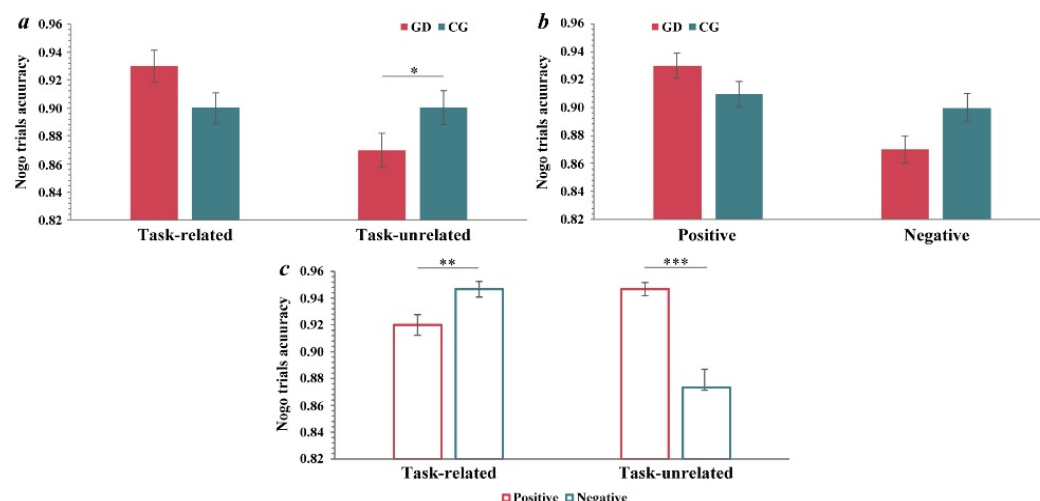 a
GD CG
Nogo trials acuuracy
0.96
0.94
0.92
0.90
0.88
0.86
0.84
0.82
*
Task-related Task-unrelated
b
GD CG
Nogo trials acuuracy
0.96
0.94
0.92
0.90
0.88
0.86
0.84
0.82
Positive Negative
c
Nogo trials acuuracy
0.96
0.94
0.92
0.90
0.88
0.86
0.84
0.82
** ***
Task-related Task-unrelated
Positive Negative